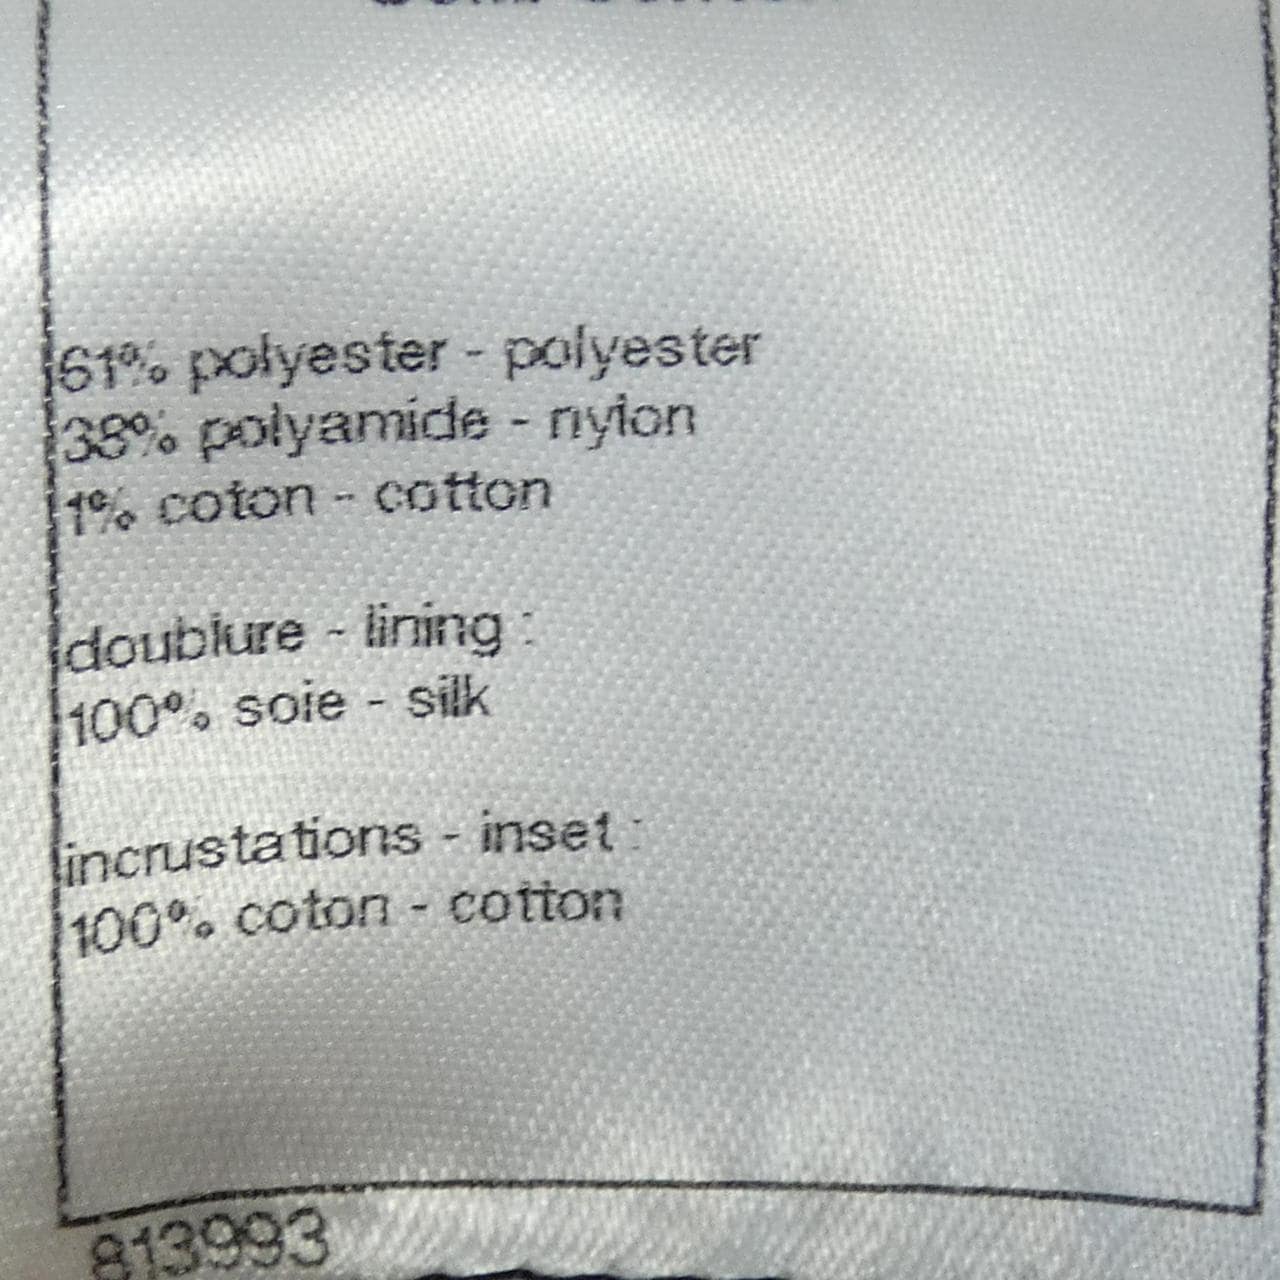 61% polyester - polyester
38% polyamide - nylon
1% coton - cotton
doublure - lining :
100% soie - silk
incrustations - inset :
100% coton - cotton
813993